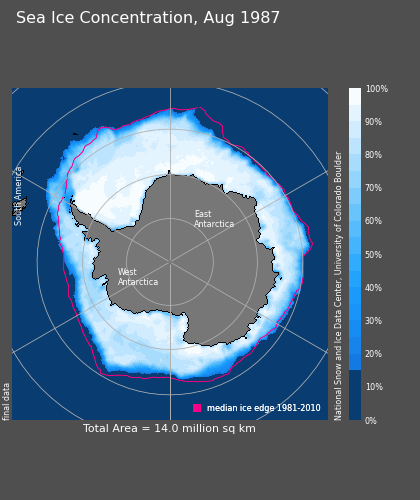 Sea Ice Concentration, Aug 1987
100%
90%
80%
70%
60%
50%
40%
30%
20%
10%
0%
South America
East
Antarctica
West
Antarctica
National Snow and Ice Data Center, University of Colorado Boulder
final data
median ice edge 1981-2010
Total Area = 14.0 million sq km